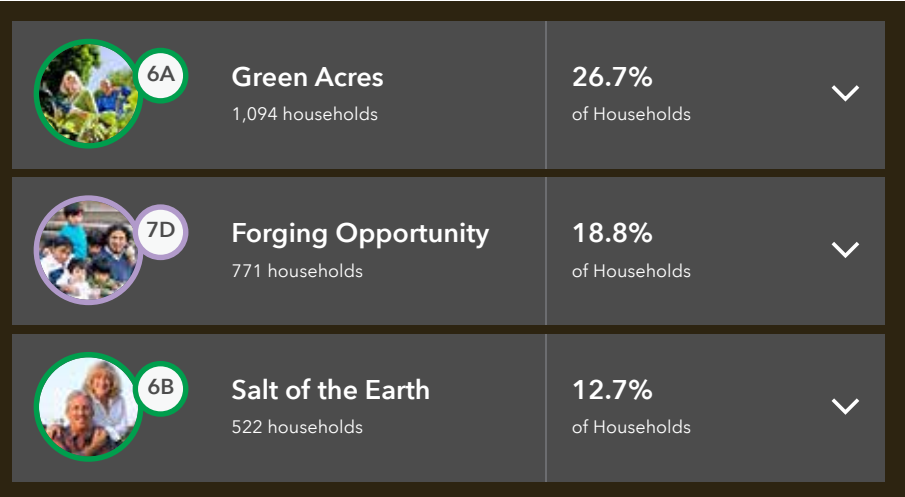 6A
Green Acres
1,094 households
26.7%
of Households
7D
Forging Opportunity
771 households
18.8%
of Households
6B
Salt of the Earth
522 households
12.7%
of Households